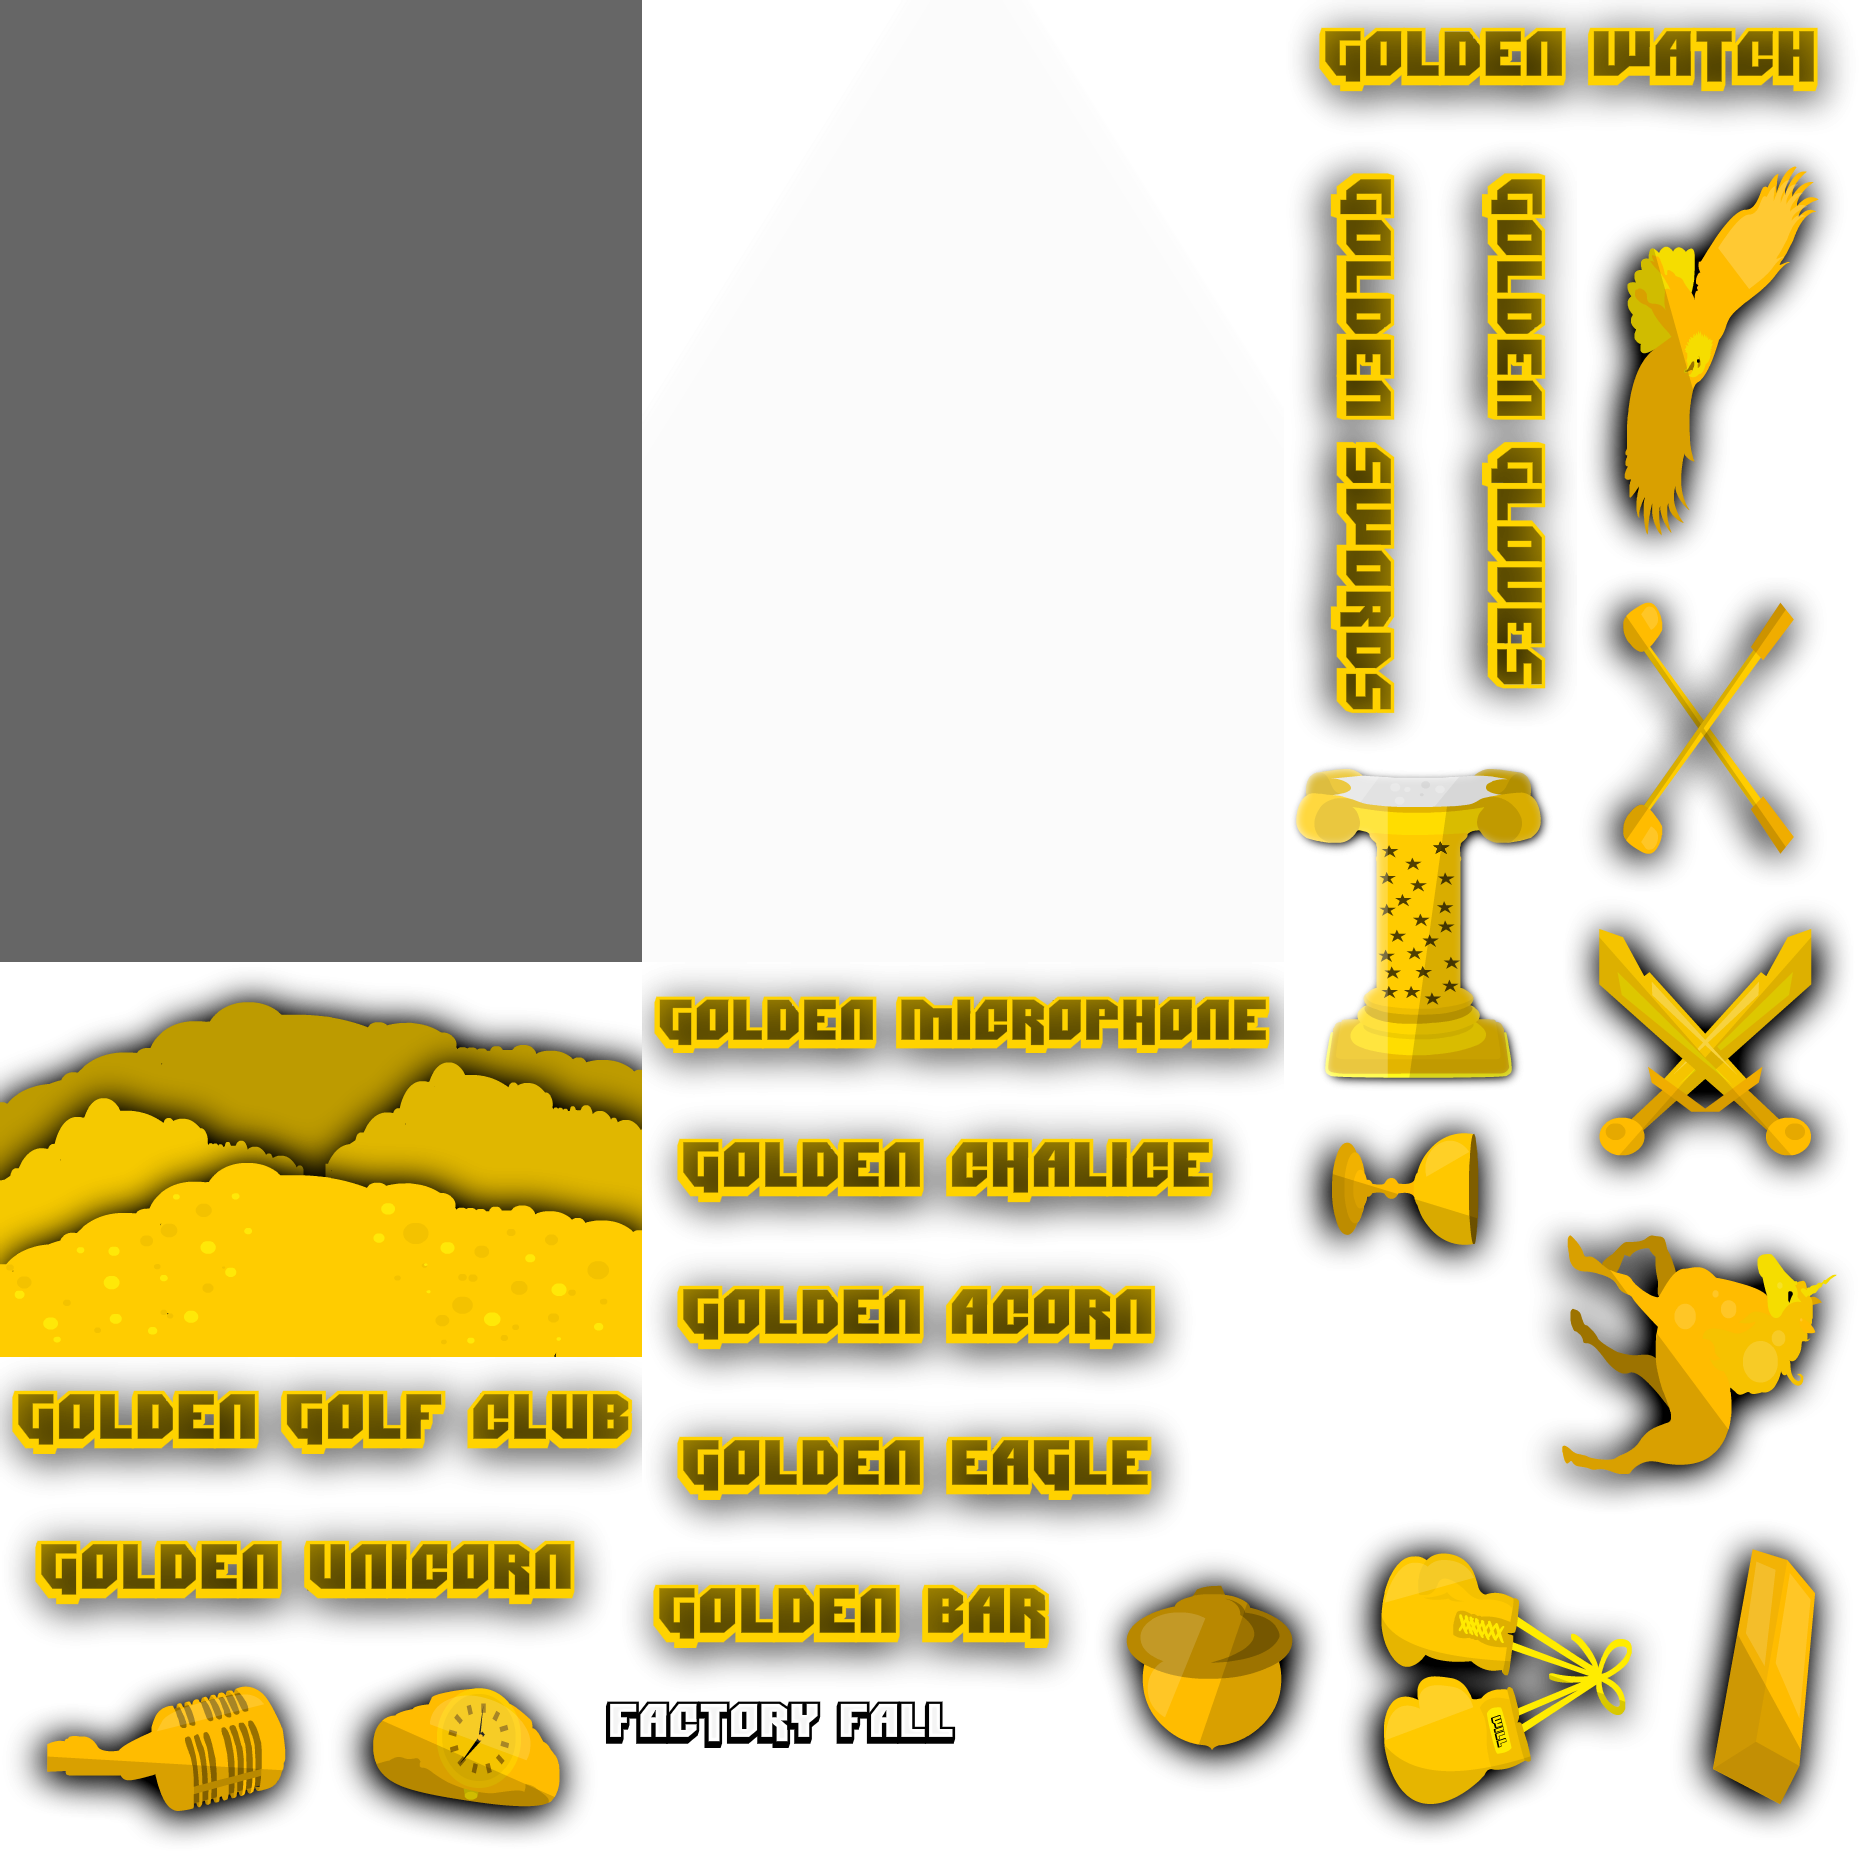 GOLDEN WATCH
GOLDEN SWORDS
GOLDEN GLOVES
GOLDEN MICROPHONE
GOLDEN CHALICE
GOLDEN ACORN
GOLDEN GOLF CLUB
GOLDEN EAGLE
GOLDEN UNICORN
GOLDEN BAR
FACTORY FALL